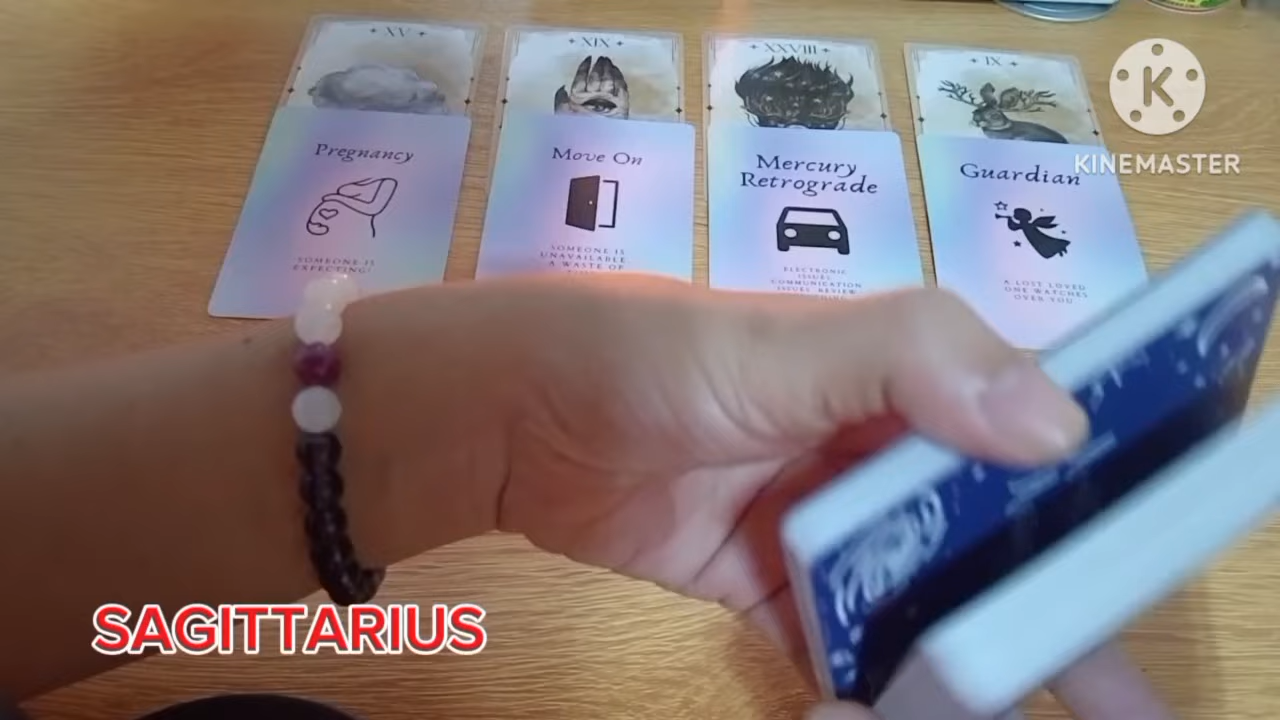 XV
XIX
XXVIII
IX
K
KINEMASTER
Pregnancy
SOMEONE IS
EXPECTING!
Move On
SOMEONE IS
UNAVAILABLE
A WASTE OF
Mercury
Retrograde
ELECTRONIC
ISSUES,
COMMUNICATION
ISSUES, REVIEW
Guardian
A LOST LOVED
ONE WATCHES
OVER YOU
SAGITTARIUS